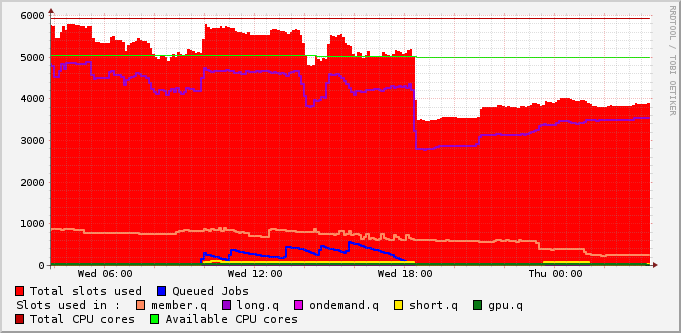 RRDTOOL / TOBI OETIKER
6000
5000
4000
3000
2000
1000
0
Wed 06:00 Wed 12:00 Wed 18:00 Thu 00:00
Total slots used Queued Jobs
Slots used in : member.q long.q ondemand.q short.q gpu.q
Total CPU cores Available CPU cores